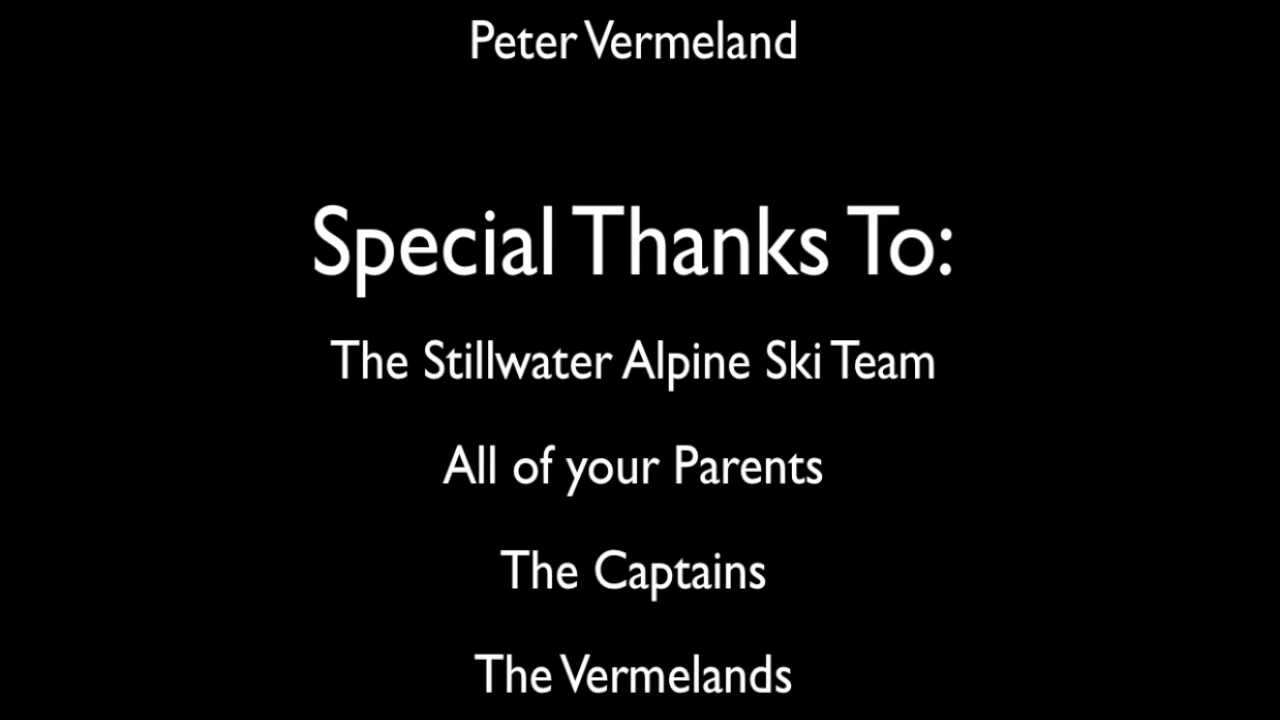 Peter Vermeland
Special Thanks To:
The Stillwater Alpine Ski Team
All of your Parents
The Captains
The Vermelands